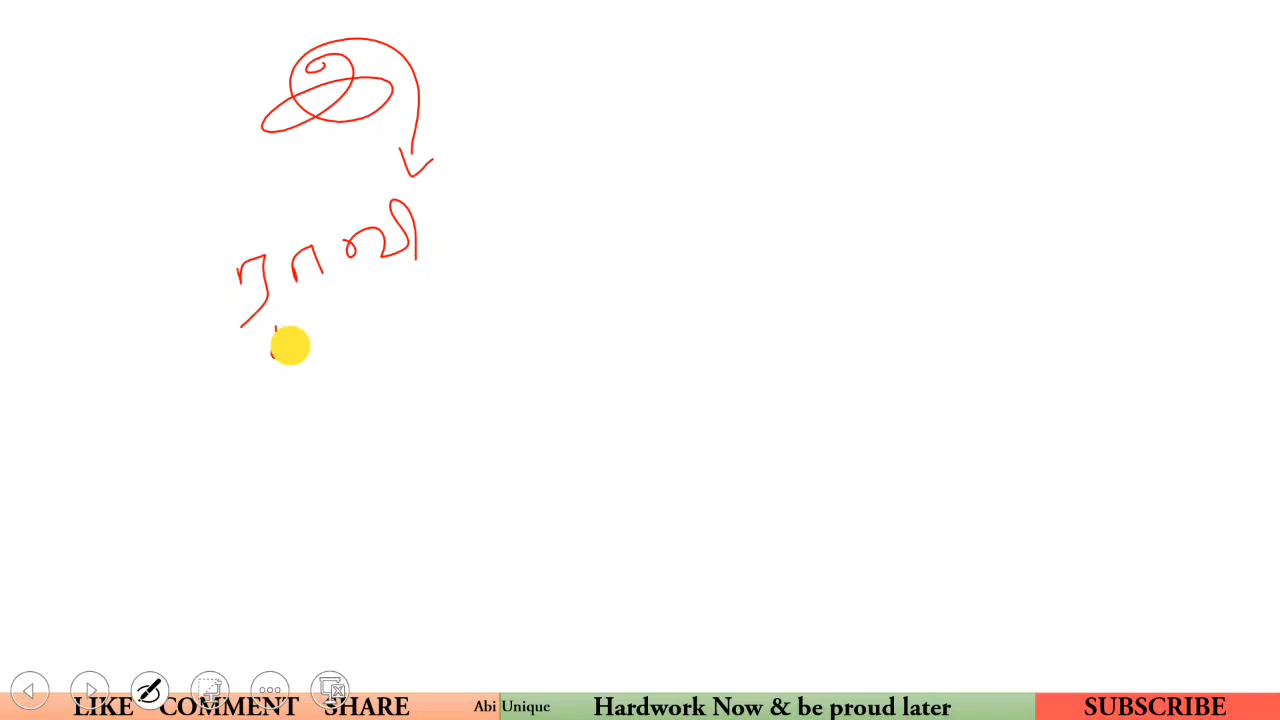 இ
ராவி
LIKE COMMENT SHARE Abi Unique Hardwork Now & be proud later SUBSCRIBE